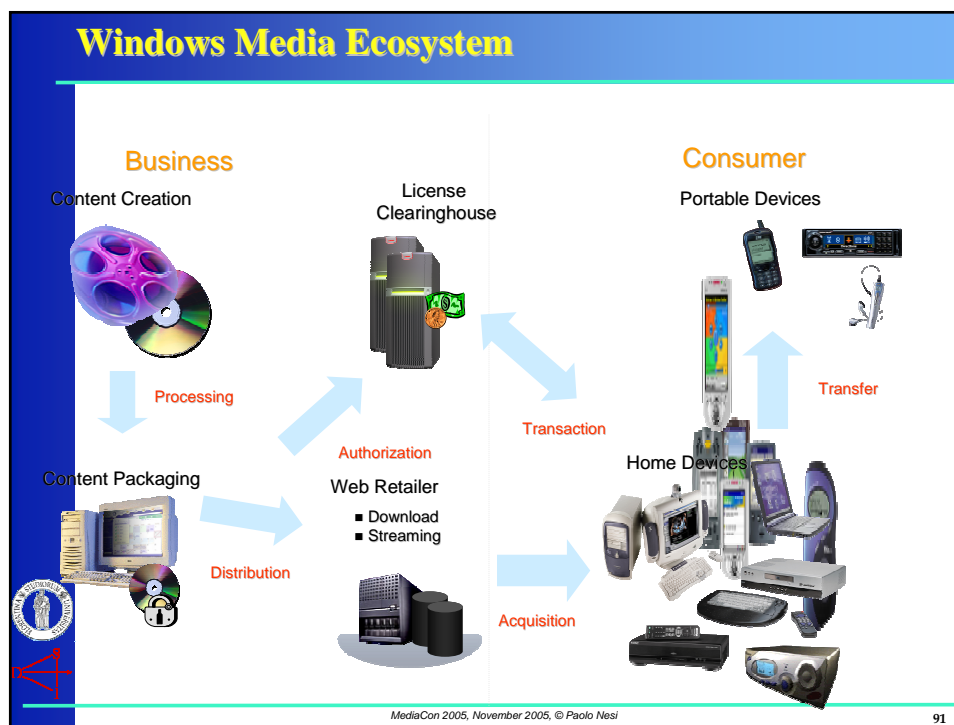 Windows Media Ecosystem
Business
Consumer
Content Creation
License
Clearinghouse
Portable Devices
Processing
Authorization
Transaction
Transfer
Content Packaging
Web Retailer
■ Download
■ Streaming
Home Devices
Distribution
Acquisition
MediaCon 2005, November 2005, © Paolo Nesi
91